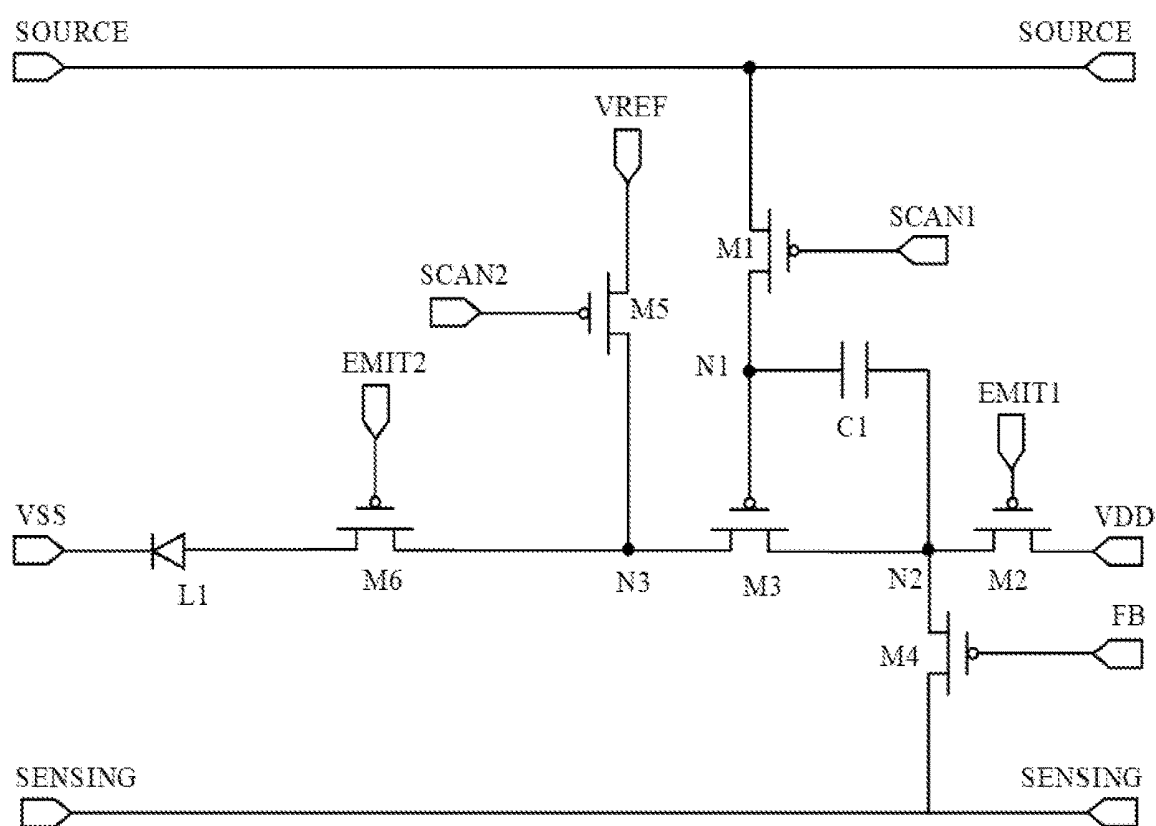 SOURCE
SOURCE
VREF
SCAN1
M1
SCAN2
M5
EMIT2
N1
EMIT1
C1
VSS
VDD
L1
M6
N3
M3
N2
M2
FB
M4
SENSING
SENSING